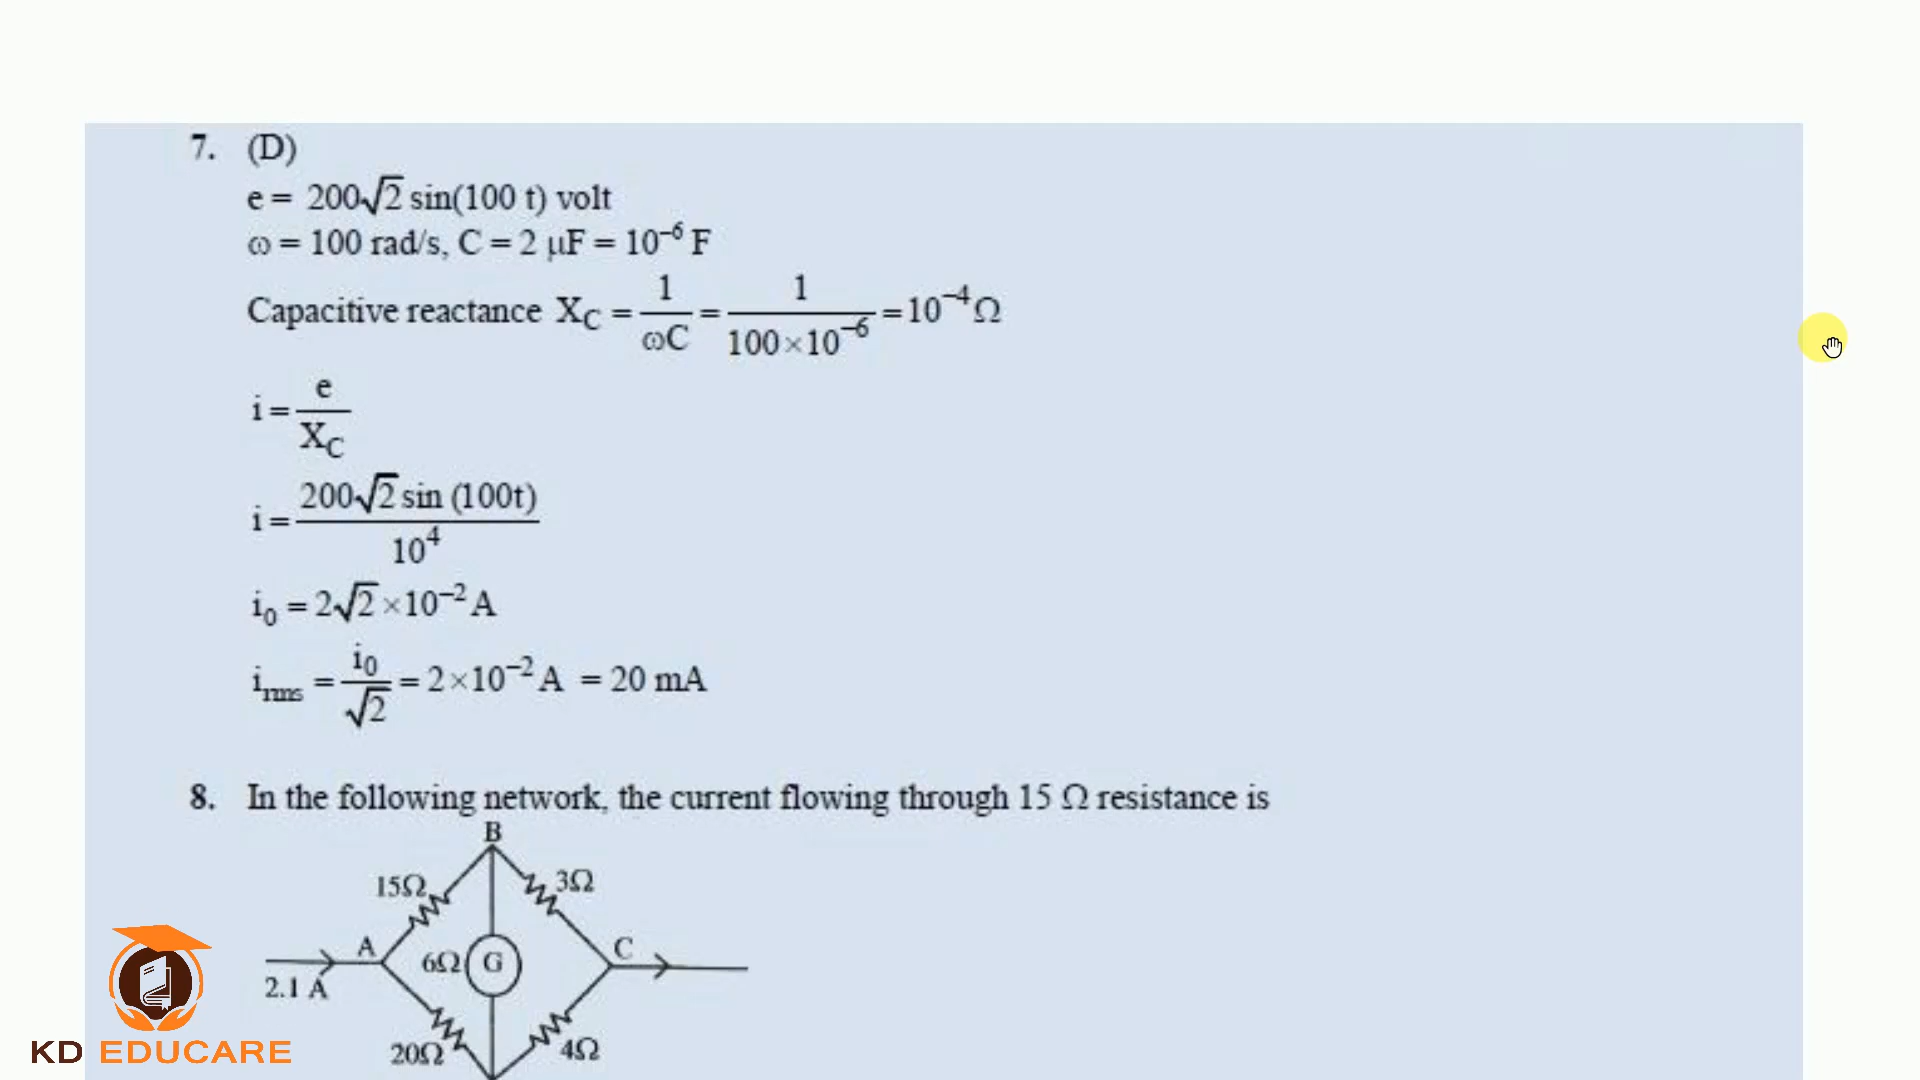 7. (D)
e = 200√2 sin(100 t) volt
ω = 100 rad/s, C = 2 μF = 10⁻⁶ F
Capacitive reactance X_C = 1/ωC = 1/(100×10⁻⁶) = 10⁻⁴Ω
i = e/X_C
i = 200√2 sin (100t)/10⁴
i₀ = 2√2 ×10⁻² A
i_rms = i₀/√2 = 2×10⁻² A = 20 mA
8. In the following network, the current flowing through 15 Ω resistance is
B
15Ω 3Ω
A 6Ω G C
2.1 A
20Ω 4Ω
KD EDUCARE